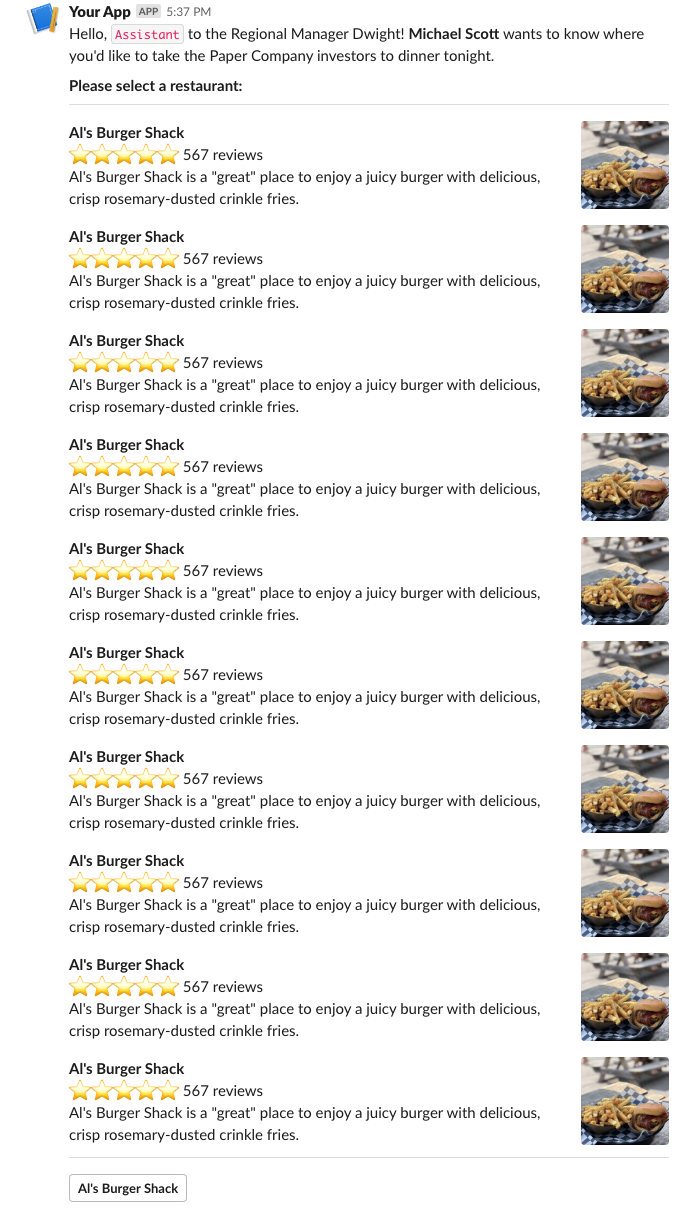 Your App APP 5:37 PM
Hello, Assistant to the Regional Manager Dwight! Michael Scott wants to know where
you'd like to take the Paper Company investors to dinner tonight.
Please select a restaurant:
Al's Burger Shack
567 reviews
Al's Burger Shack is a "great" place to enjoy a juicy burger with delicious,
crisp rosemary-dusted crinkle fries.
Al's Burger Shack
567 reviews
Al's Burger Shack is a "great" place to enjoy a juicy burger with delicious,
crisp rosemary-dusted crinkle fries.
Al's Burger Shack
567 reviews
Al's Burger Shack is a "great" place to enjoy a juicy burger with delicious,
crisp rosemary-dusted crinkle fries.
Al's Burger Shack
567 reviews
Al's Burger Shack is a "great" place to enjoy a juicy burger with delicious,
crisp rosemary-dusted crinkle fries.
Al's Burger Shack
567 reviews
Al's Burger Shack is a "great" place to enjoy a juicy burger with delicious,
crisp rosemary-dusted crinkle fries.
Al's Burger Shack
567 reviews
Al's Burger Shack is a "great" place to enjoy a juicy burger with delicious,
crisp rosemary-dusted crinkle fries.
Al's Burger Shack
567 reviews
Al's Burger Shack is a "great" place to enjoy a juicy burger with delicious,
crisp rosemary-dusted crinkle fries.
Al's Burger Shack
567 reviews
Al's Burger Shack is a "great" place to enjoy a juicy burger with delicious,
crisp rosemary-dusted crinkle fries.
Al's Burger Shack
567 reviews
Al's Burger Shack is a "great" place to enjoy a juicy burger with delicious,
crisp rosemary-dusted crinkle fries.
Al's Burger Shack
567 reviews
Al's Burger Shack is a "great" place to enjoy a juicy burger with delicious,
crisp rosemary-dusted crinkle fries.
Al's Burger Shack